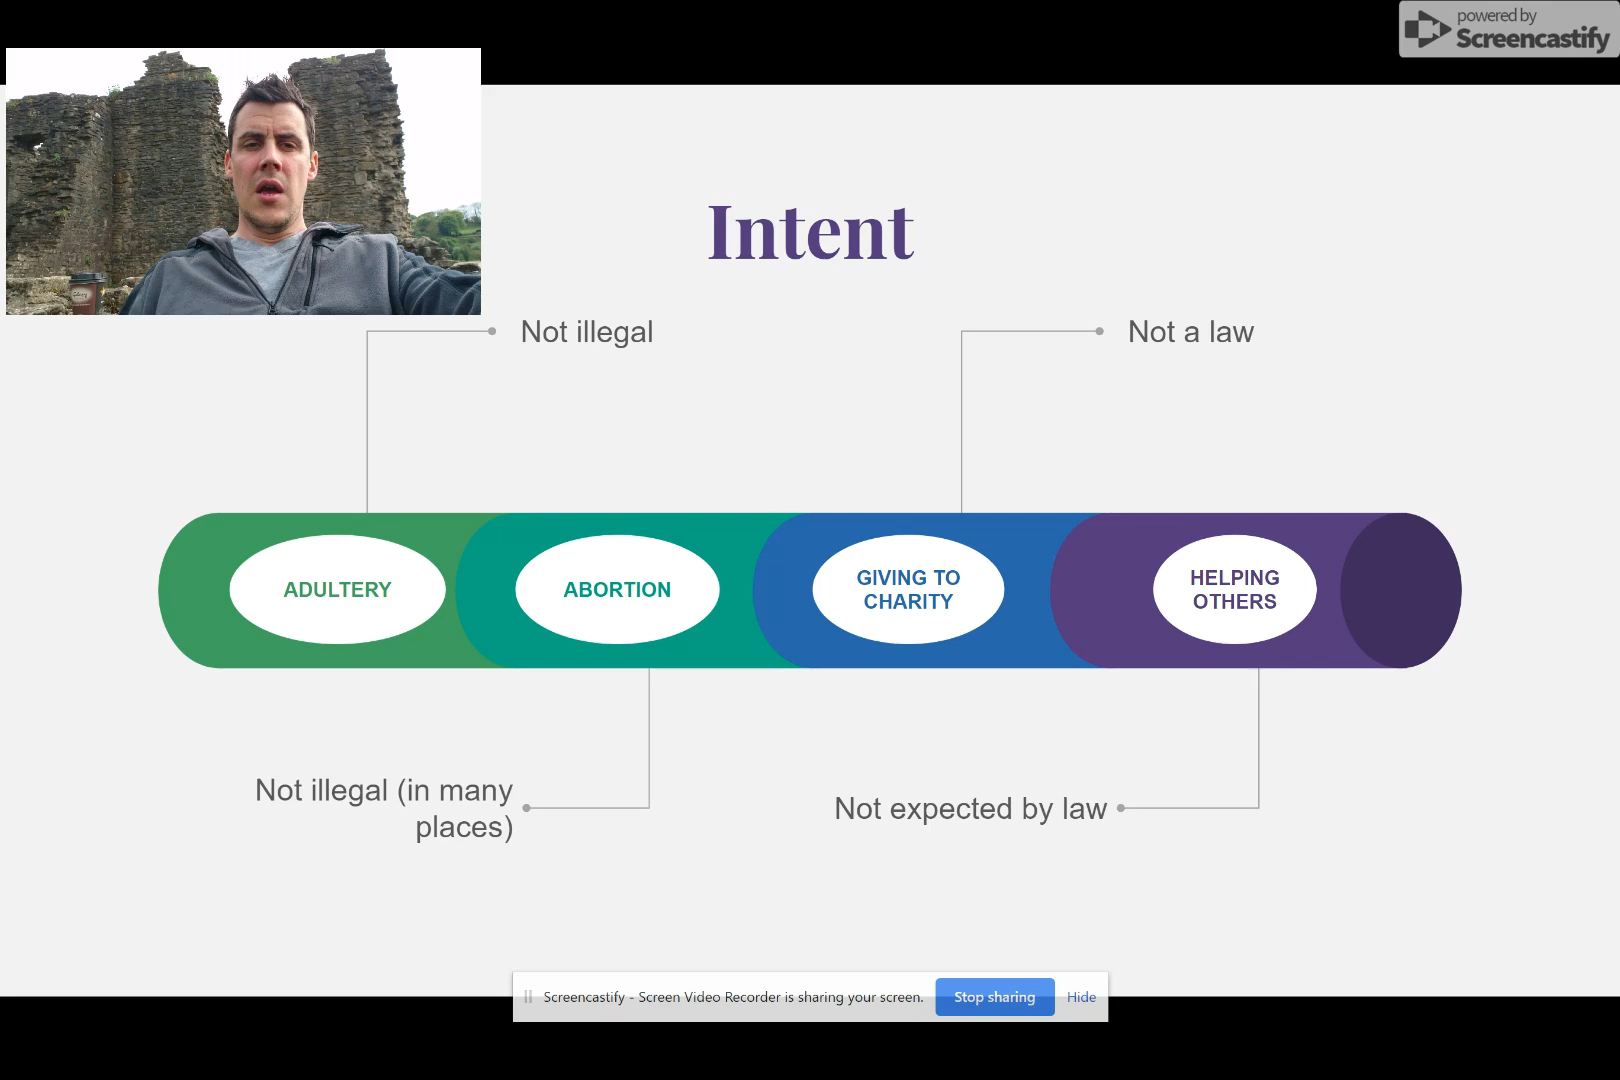 powered by
Screencastify
Intent
Not illegal
Not a law
ADULTERY
ABORTION
GIVING TO
CHARITY
HELPING
OTHERS
Not illegal (in many
places)
Not expected by law
Screencastify - Screen Video Recorder is sharing your screen.
Stop sharing
Hide